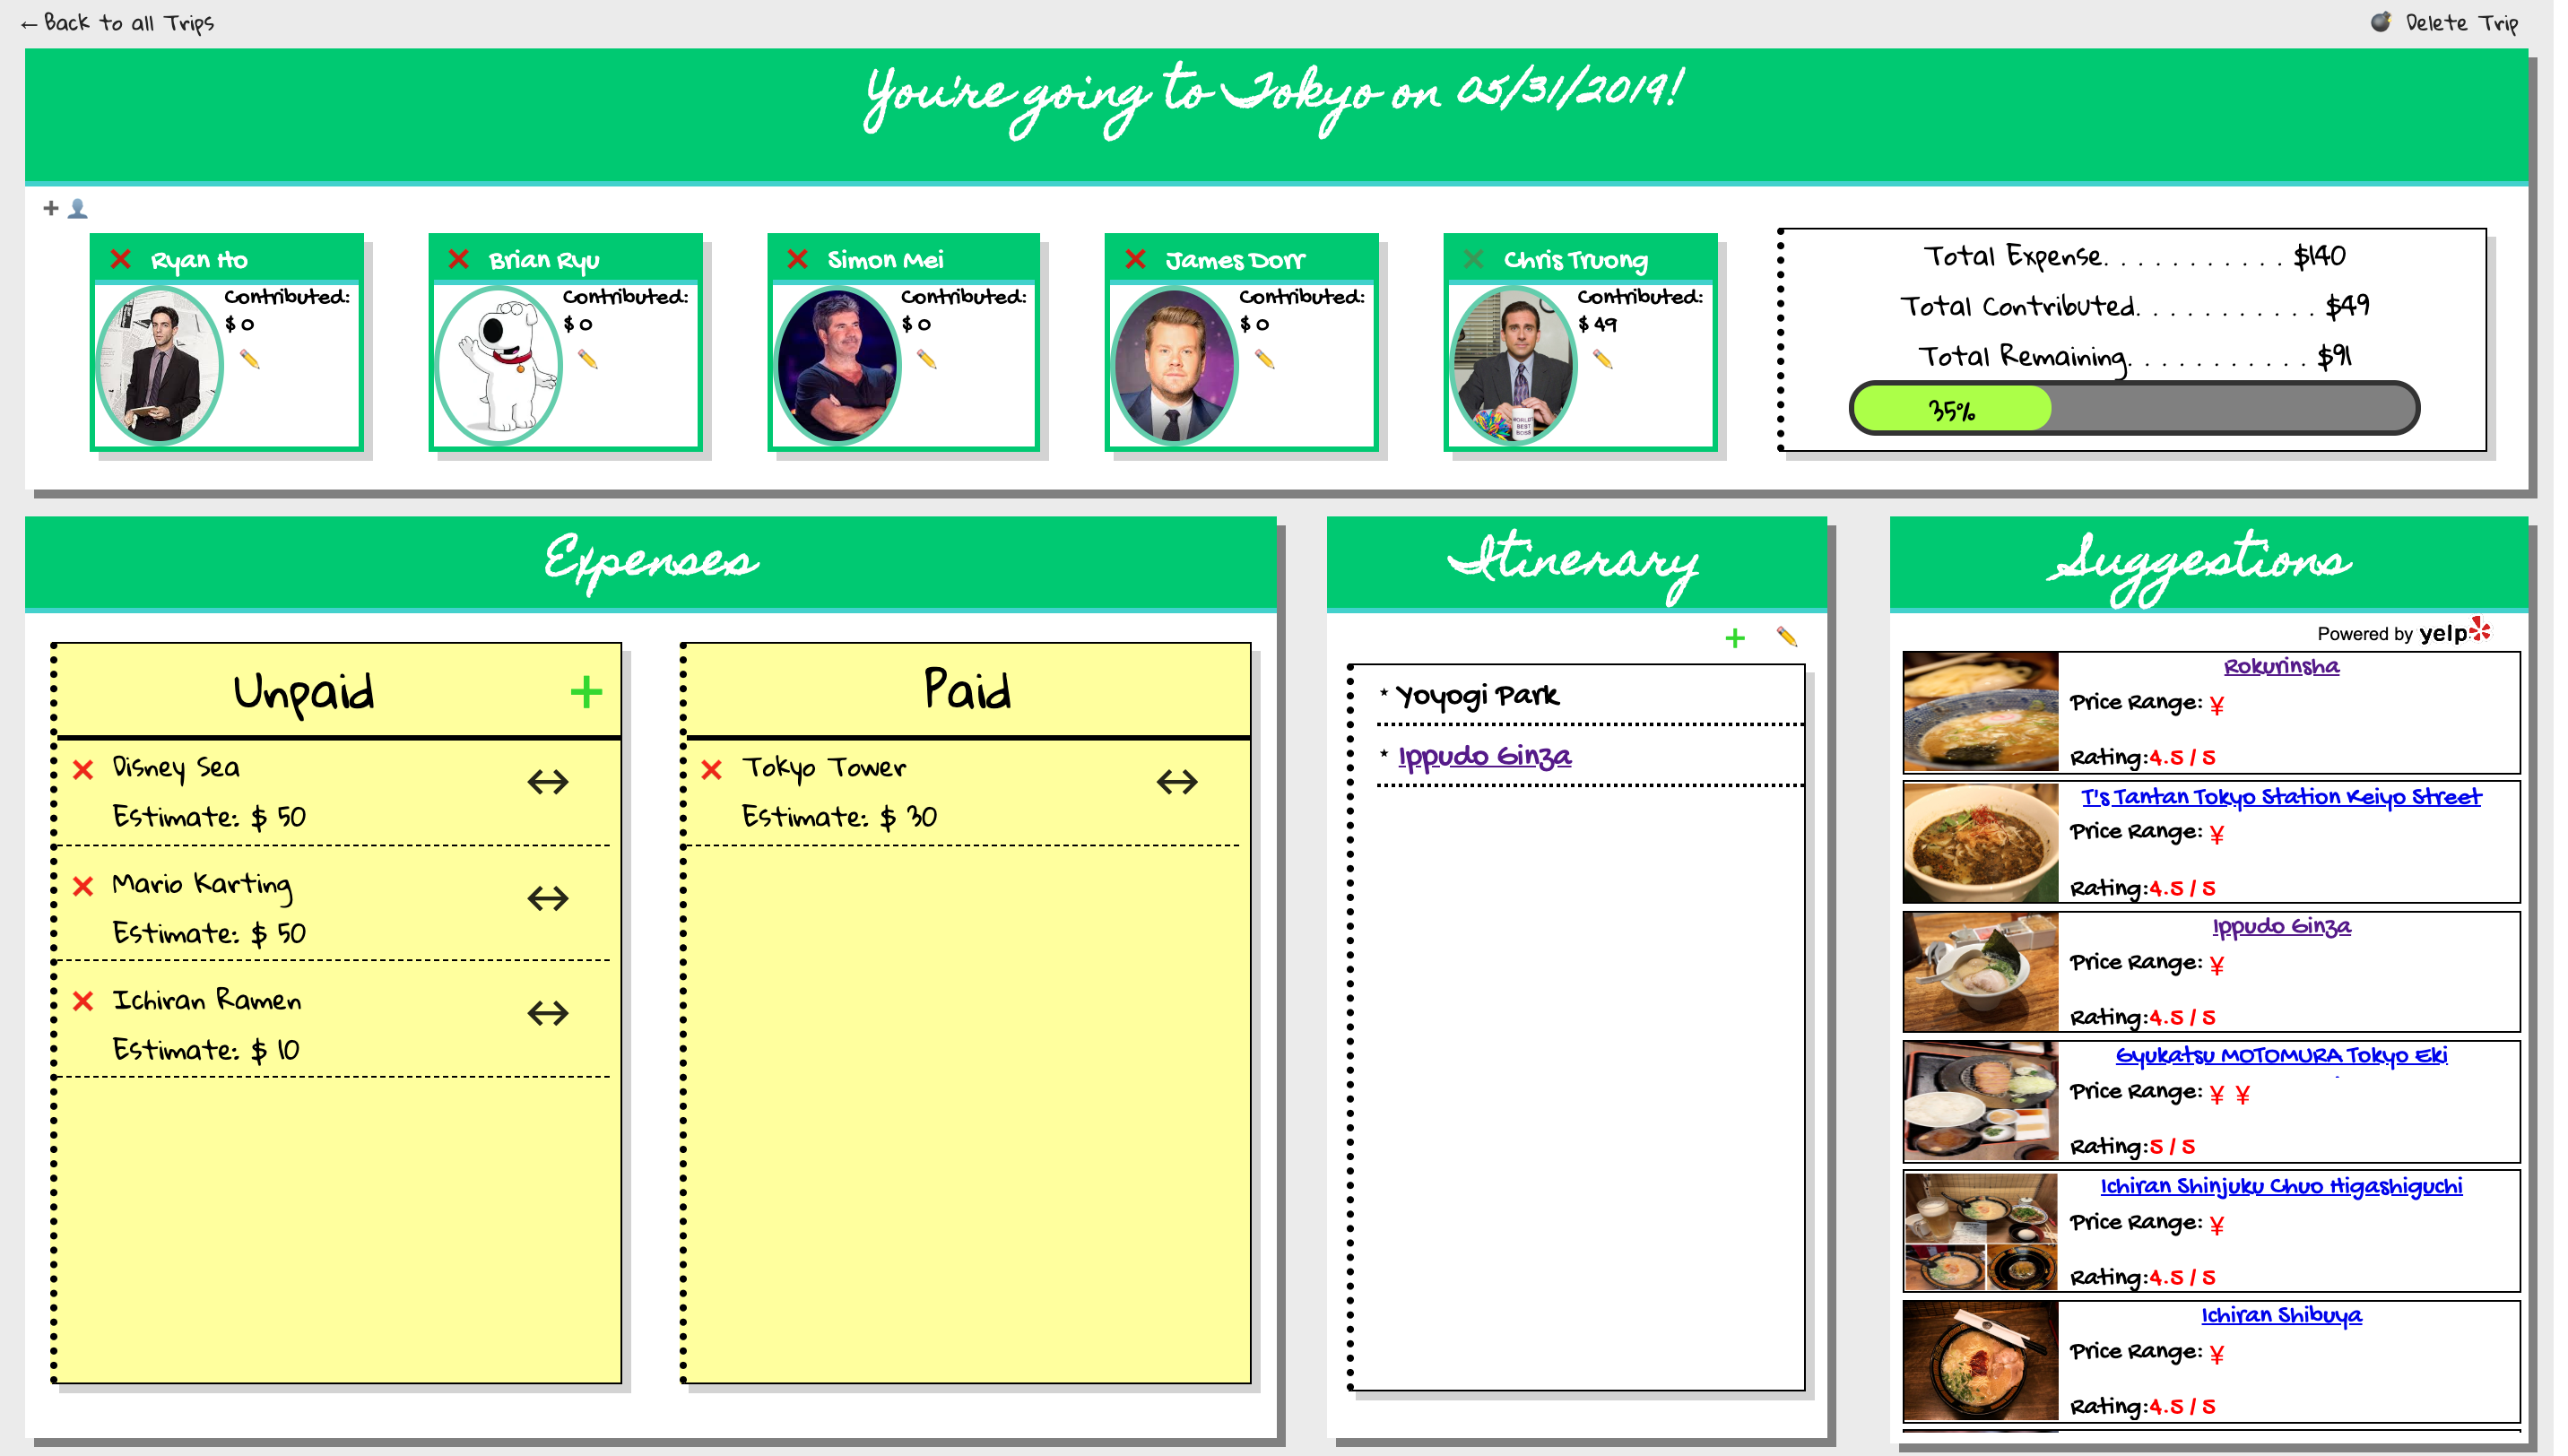 ←Back to all Trips
Delete Trip
You're going to Tokyo on 05/31/2019!
+
Ryan Ho
Contributed:
$ 0
Brian Ryu
Contributed:
$ 0
Simon Mei
Contributed:
$ 0
James Dorr
Contributed:
$ 0
Chris Truong
Contributed:
$ 49
WORLD'S
BEST
BOSS
Total Expense. . . . . . . . . . . $140
Total Contributed. . . . . . . . . . . $49
Total Remaining. . . . . . . . . . . $91
35%
Expenses
Unpaid +
Disney Sea
Estimate: $ 50
Mario Karting
Estimate: $ 50
Ichiran Ramen
Estimate: $ 10
Paid
Tokyo Tower
Estimate: $ 30
Itinerary
+
* Yoyogi Park
* Ippudo Ginza
Suggestions
Powered by yelp
Rokurinsha
Price Range: ¥
Rating:4.5 / 5
T's Tantan Tokyo Station Keiyo Street
Price Range: ¥
Rating:4.5 / 5
Ippudo Ginza
Price Range: ¥
Rating:4.5 / 5
Gyukatsu MOTOMURA Tokyo Eki
Price Range: ¥ ¥
Rating:5 / 5
Ichiran Shinjuku Chuo Higashiguchi
Price Range: ¥
Rating:4.5 / 5
Ichiran Shibuya
Price Range: ¥
Rating:4.5 / 5